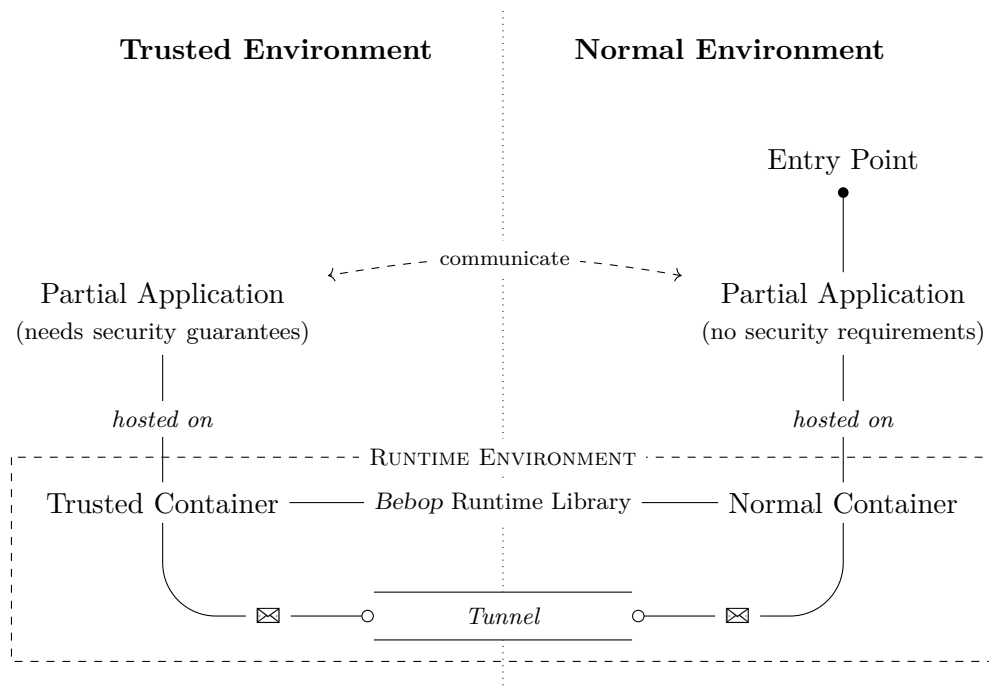 Trusted Environment
Normal Environment
Entry Point
communicate
Partial Application
(needs security guarantees)
Partial Application
(no security requirements)
hosted on
hosted on
Runtime Environment
Trusted Container
Bebop Runtime Library
Normal Container
Tunnel